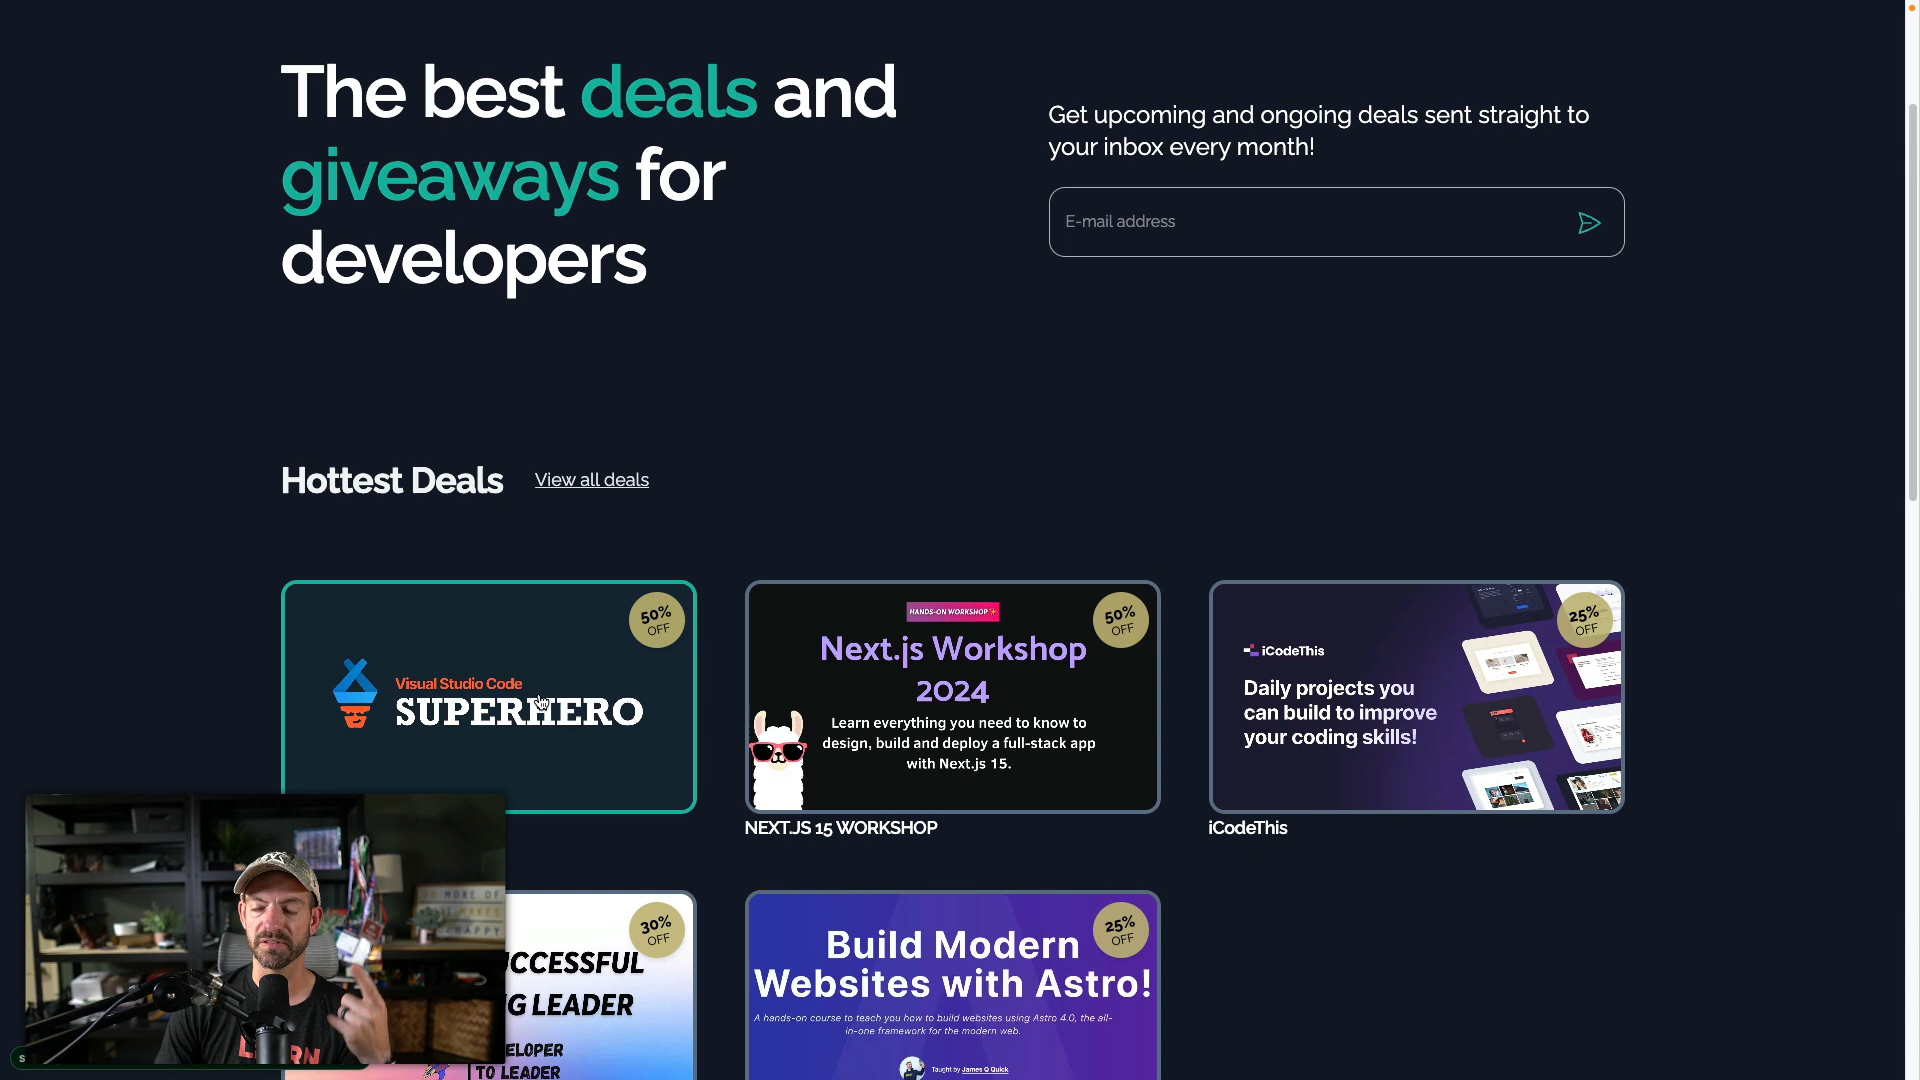 The best deals and
giveaways for
developers
Get upcoming and ongoing deals sent straight to
your inbox every month!
E-mail address
Hottest Deals
View all deals
50%
OFF
Visual Studio Code
SUPERHERO
HANDS-ON WORKSHOP
50%
OFF
Next.js Workshop
2024
Learn everything you need to know to
design, build and deploy a full-stack app
with Next.js 15.
25%
OFF
iCodeThis
Daily projects you
can build to improve
your coding skills!
NEXT.JS 15 WORKSHOP
iCodeThis
DO MORE OF
MAKES
HAPPY
30%
OFF
UCCESSFUL
G LEADER
ELOPER
TO LEADER
25%
OFF
Build Modern
Websites with Astro!
A hands-on course to teach you how to build websites using Astro 4.0, the all-
in-one framework for the modern web.
Taught by James Q Quick
S